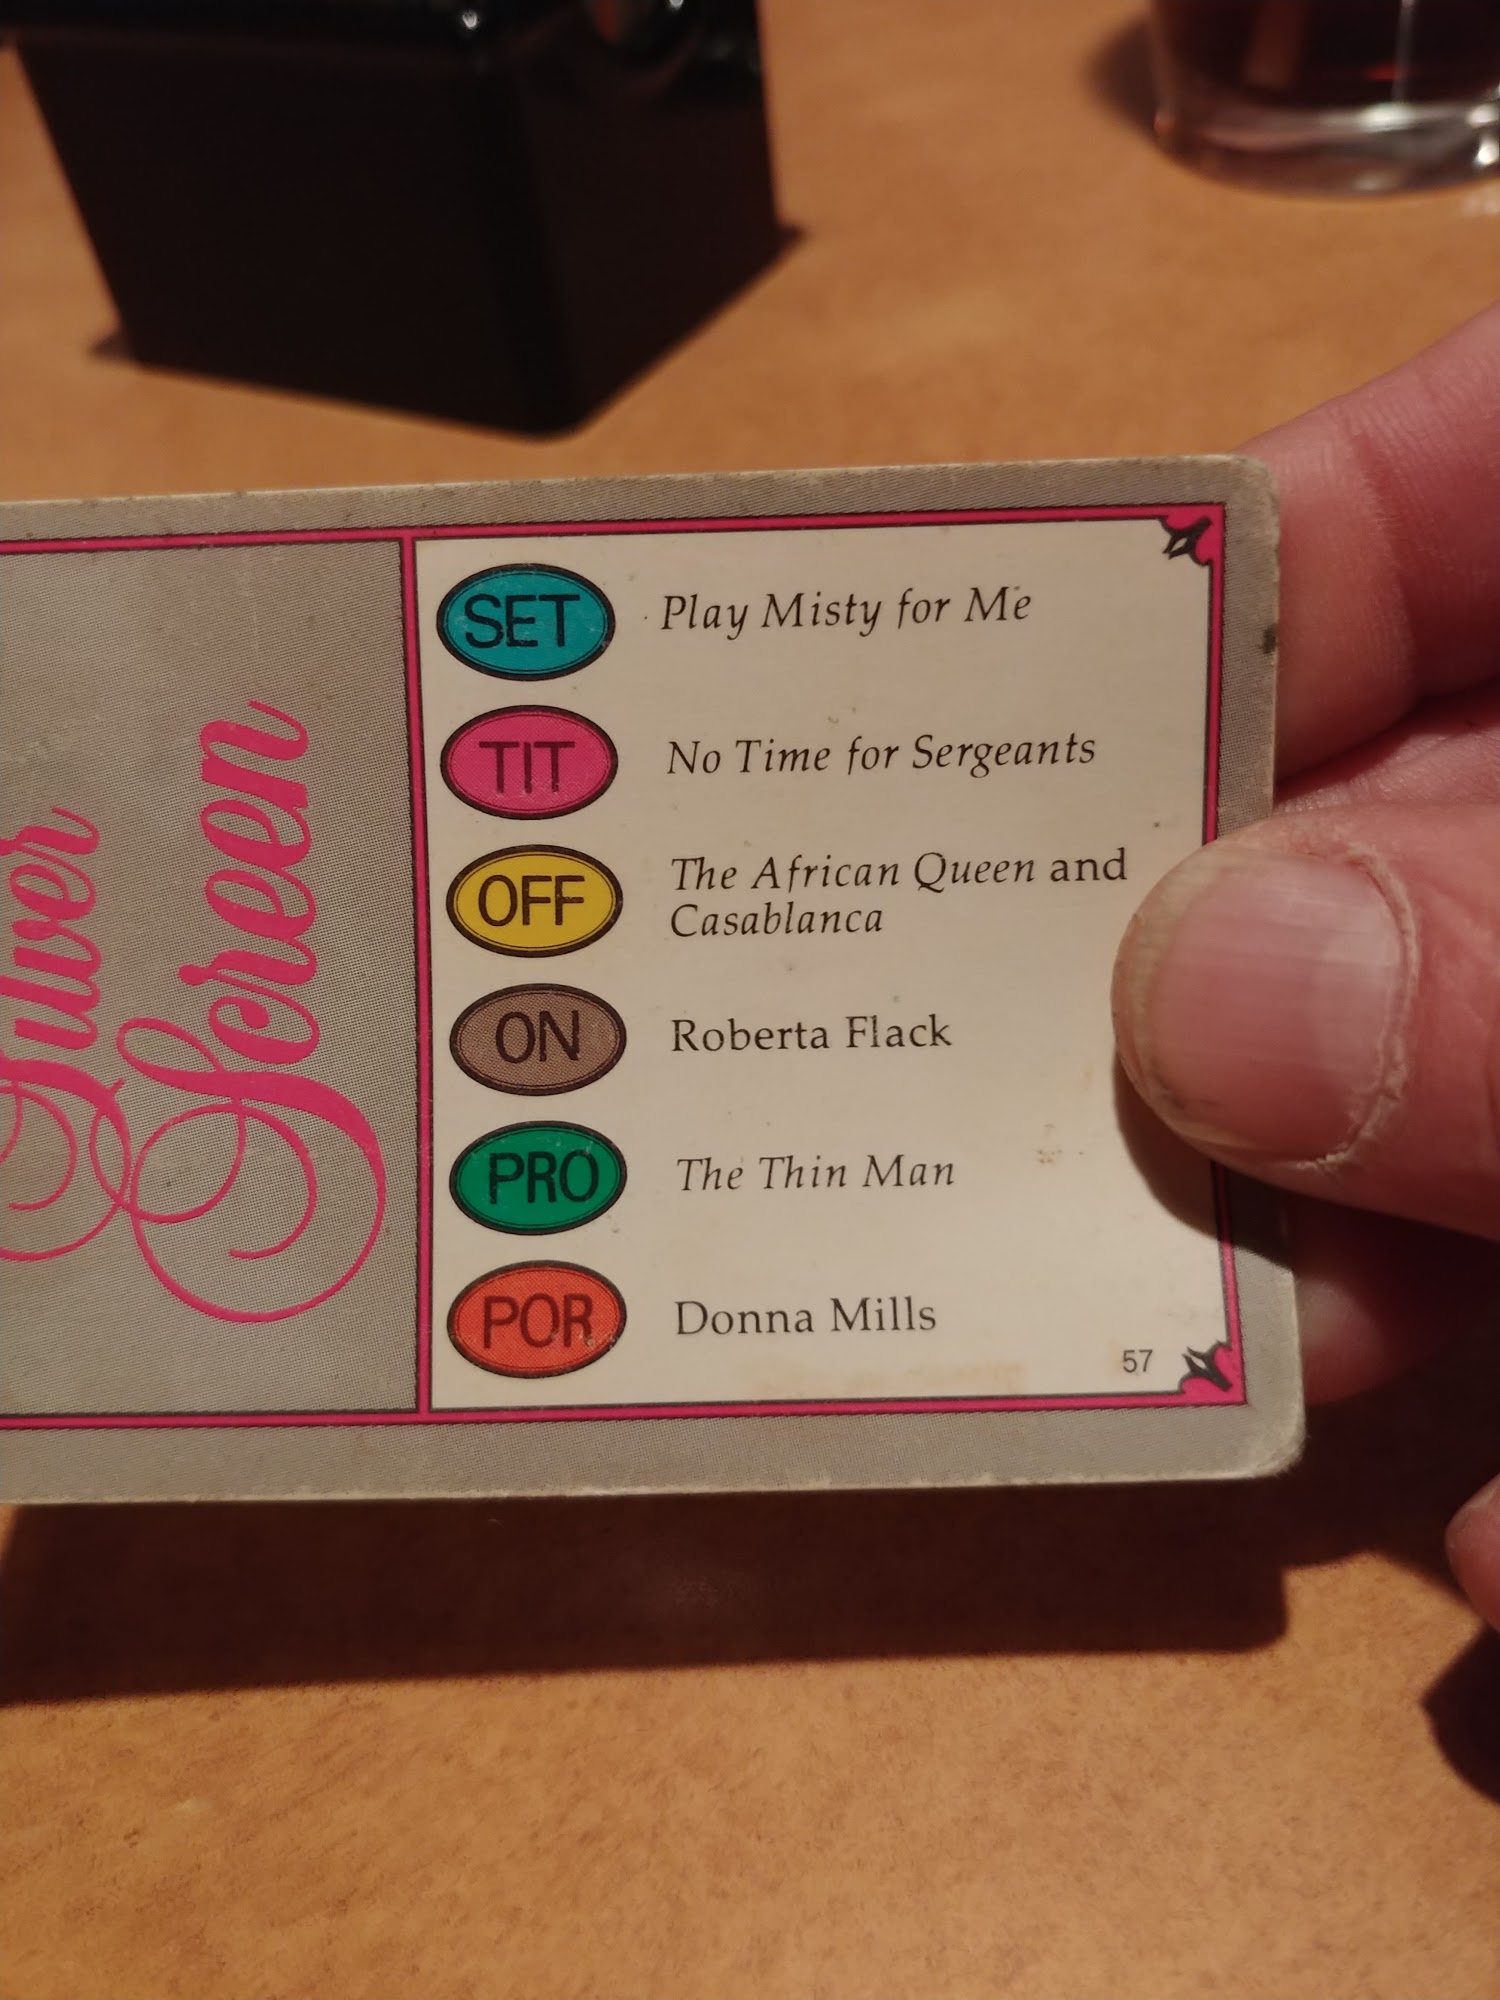 Silver
Screen
SET Play Misty for Me
TIT No Time for Sergeants
OFF The African Queen and
Casablanca
ON Roberta Flack
PRO The Thin Man
POR Donna Mills
57